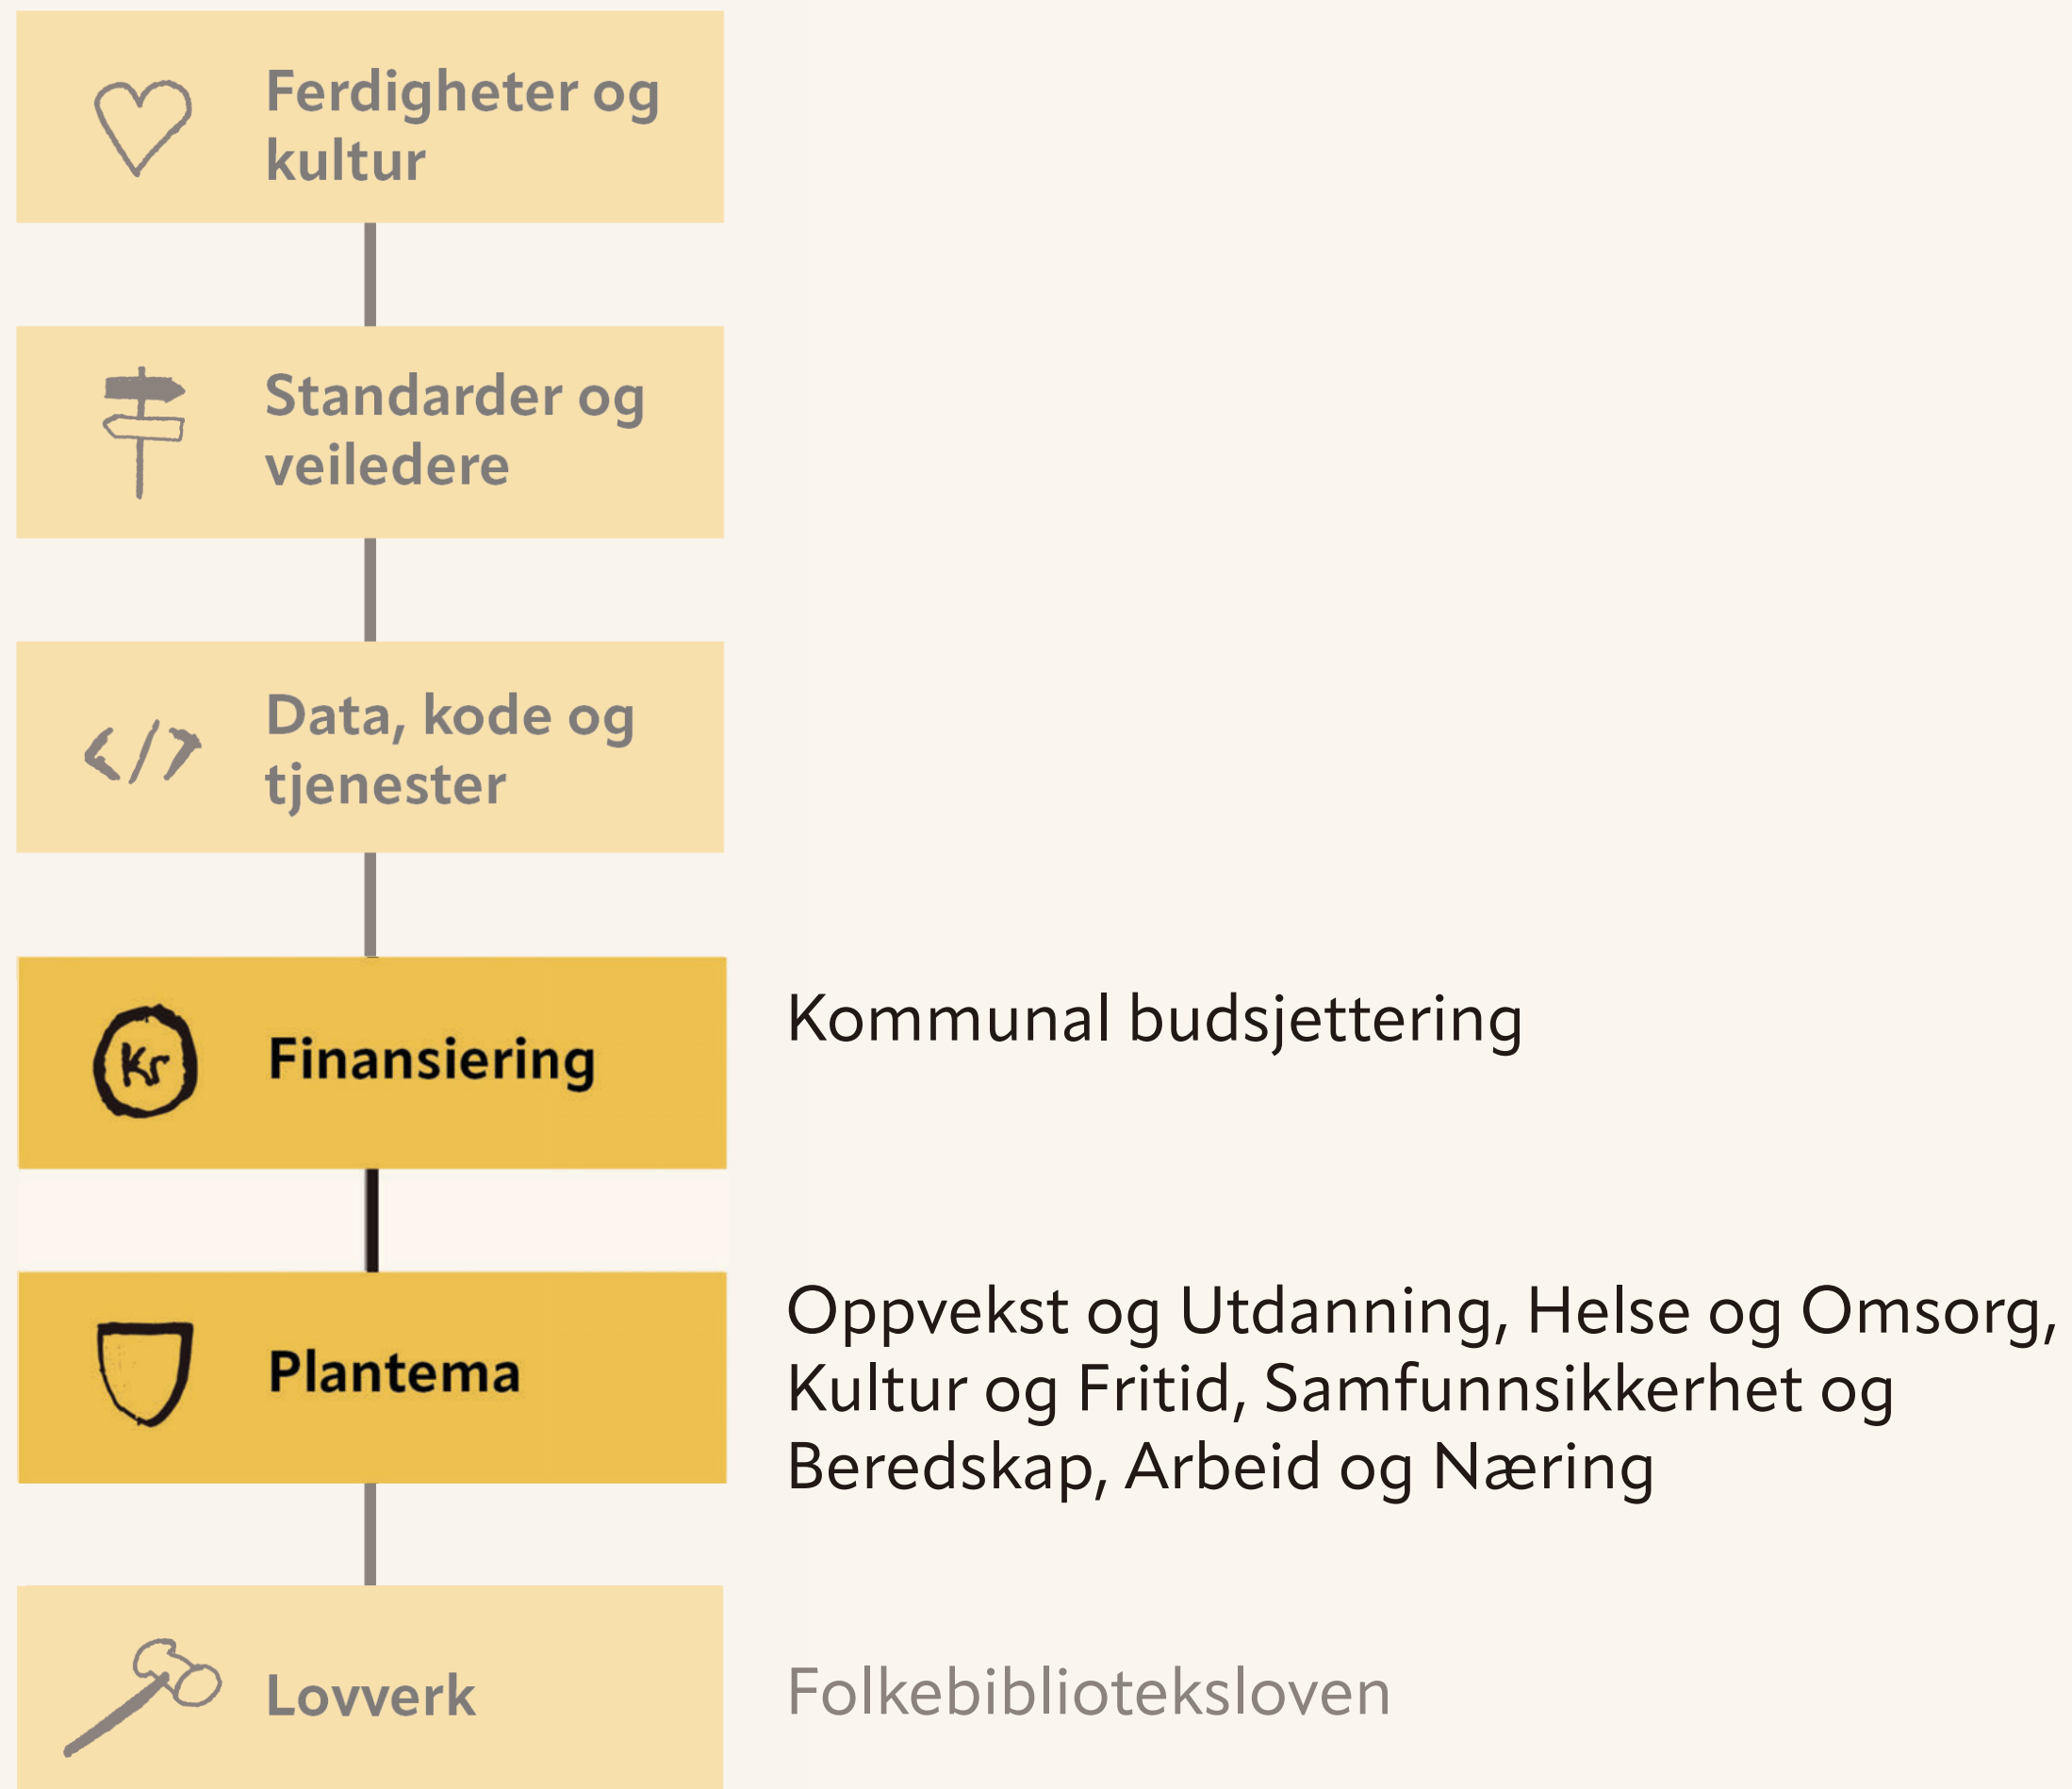 Ferdigheter og
kultur
Standarder og
veiledere
Data, kode og
tjenester
Kr
Finansiering
Kommunal budsjettering
Plantema
Oppvekst og Utdanning, Helse og Omsorg,
Kultur og Fritid, Samfunnsikkerhet og
Beredskap, Arbeid og Næring
Lovverk
Folkebiblioteksloven